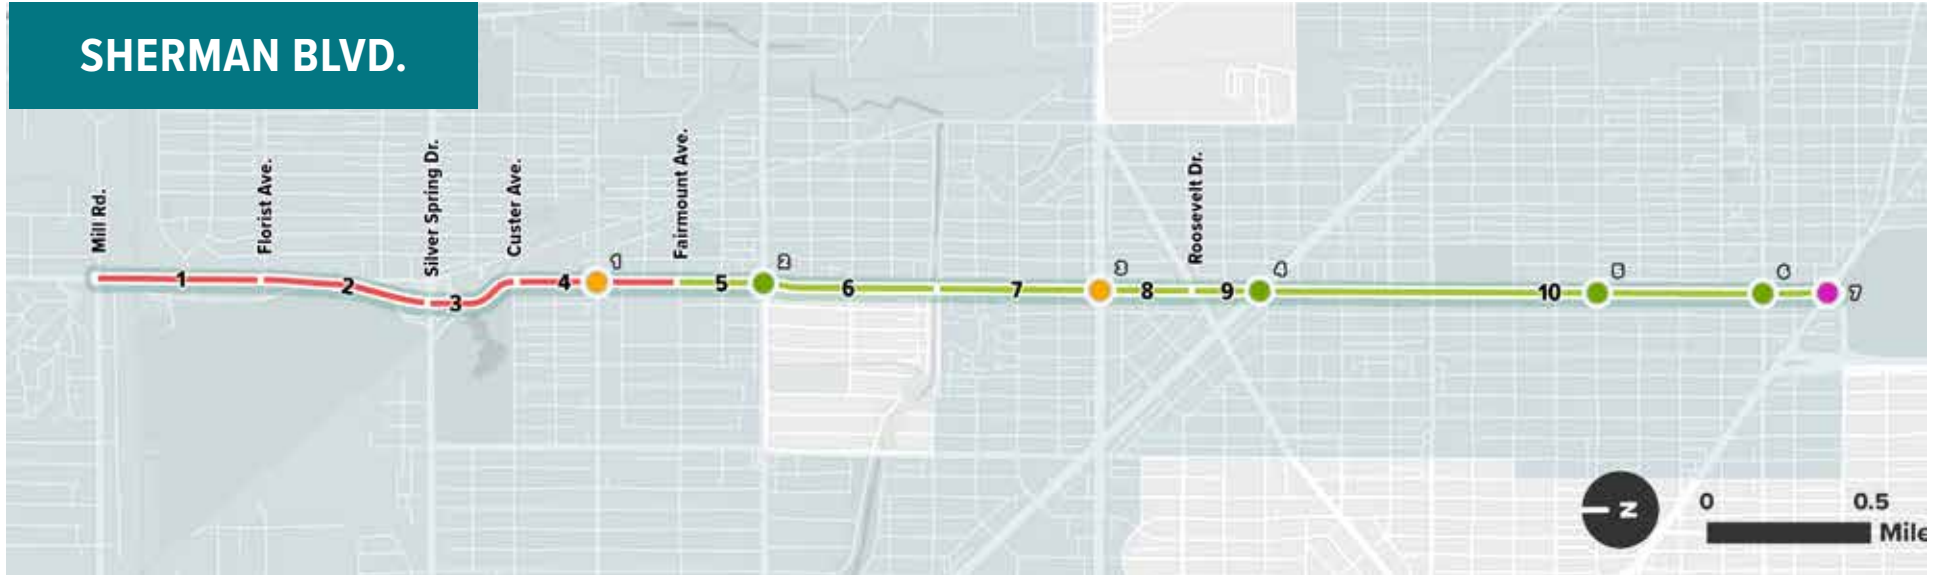 SHERMAN BLVD.
Mill Rd.
Florist Ave.
Silver Spring Dr.
Custer Ave.
Fairmount Ave.
Roosevelt Dr.
1
2
3
4
1
5
2
6
7
3
8
9
4
10
5
6
7
N
0 0.5
Mile